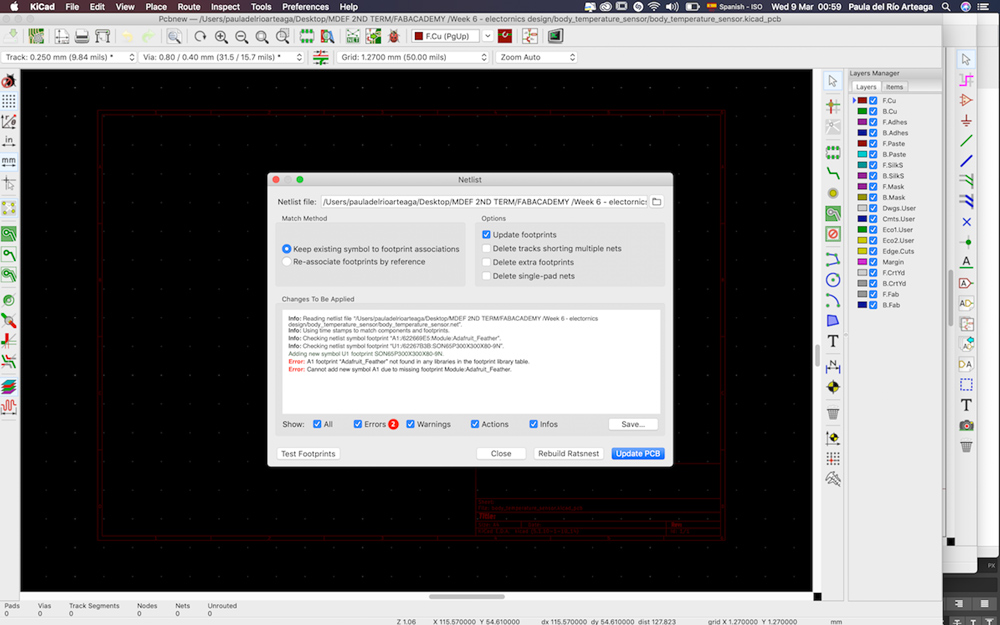 KiCad File Edit View Place Route Inspect Tools Preferences Help Spanish - ISO Wed 9 Mar 00:59 Paula del Río Arteaga
Pcbnew — /Users/pauladelrioarteaga/Desktop/MDEF 2ND TERM/FABACADEMY /Week 6 - electornics design/body_temperature_sensor/body_temperature_sensor.kicad_pcb
F.Cu (PgUp)
Track: 0.250 mm (9.84 mils) * Via: 0.80 / 0.40 mm (31.5 / 15.7 mils) * Grid: 1.2700 mm (50.00 mils) Zoom Auto
in
mm
Layers Manager
Layers Items
F.Cu
B.Cu
F.Adhes
B.Adhes
F.Paste
B.Paste
F.SilkS
B.SilkS
F.Mask
B.Mask
Dwgs.User
Cmts.User
Eco1.User
Eco2.User
Edge.Cuts
Margin
F.CrtYd
B.CrtYd
F.Fab
B.Fab
Netlist
Netlist file: /Users/pauladelrioarteaga/Desktop/MDEF 2ND TERM/FABACADEMY /Week 6 - electornics
Match Method
Keep existing symbol to footprint associations
Re-associate footprints by reference
Options
Update footprints
Delete tracks shorting multiple nets
Delete extra footprints
Delete single-pad nets
Changes To Be Applied
Info: Reading netlist file "/Users/pauladelrioarteaga/Desktop/MDEF 2ND TERM/FABACADEMY /Week 6 - electornics
design/body_temperature_sensor/body_temperature_sensor.net".
Info: Using time stamps to match components and footprints.
Info: Checking netlist symbol footprint "A1:/622669E5:Module:Adafruit_Feather".
Info: Checking netlist symbol footprint "U1:/62267B3B:SON65P300X300X80-9N".
Adding new symbol U1 footprint SON65P300X300X80-9N.
Error: A1 footprint "Adafruit_Feather" not found in any libraries in the footprint library table.
Error: Cannot add new symbol A1 due to missing footprint Module:Adafruit_Feather.
Show: All Errors 2 Warnings Actions Infos Save...
Test Footprints Close Rebuild Ratsnest Update PCB
Title:
Pads Vias Track Segments Nodes Nets Unrouted
0 0 0 0 0 0
Z 1.06 X 115.570000 Y 54.610000 dx 115.570000 dy 54.610000 dist 127.823 grid X 1.270000 Y 1.270000 mm
PX